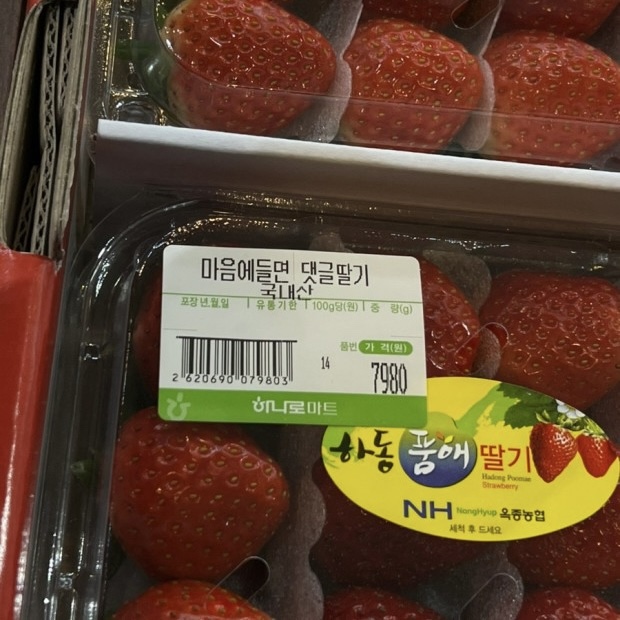 마음에들면 댓글딸기
국내산
포장년.월.일 | 유통기한 | 100g당(원) | 중 량(g)
품번 가 격(원)
14 7980
2 620690 079803
하나로마트
하동 품애 딸기
Hadong Poomae
Strawberry
NH NongHyup 옥종농협
세척 후 드세요